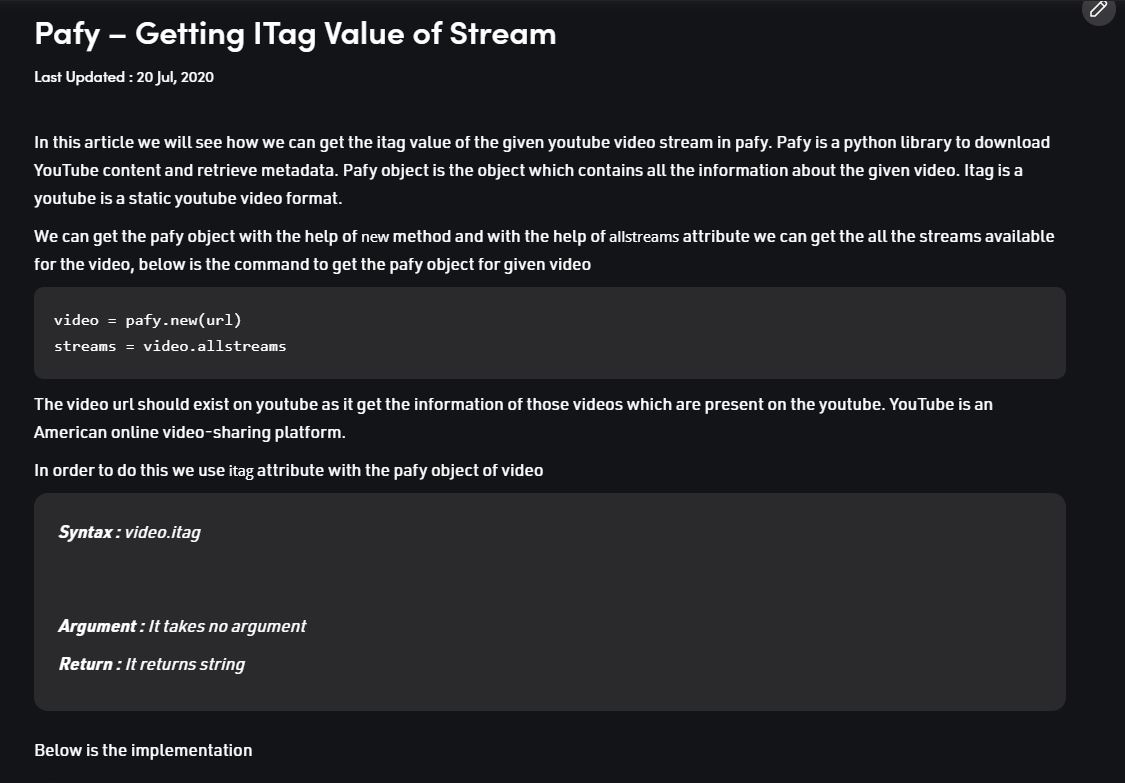 Pafy – Getting ITag Value of Stream
Last Updated : 20 Jul, 2020
In this article we will see how we can get the itag value of the given youtube video stream in pafy. Pafy is a python library to download
YouTube content and retrieve metadata. Pafy object is the object which contains all the information about the given video. Itag is a
youtube is a static youtube video format.
We can get the pafy object with the help of new method and with the help of allstreams attribute we can get the all the streams available
for the video, below is the command to get the pafy object for given video
video = pafy.new(url)
streams = video.allstreams
The video url should exist on youtube as it get the information of those videos which are present on the youtube. YouTube is an
American online video-sharing platform.
In order to do this we use itag attribute with the pafy object of video
Syntax : video.itag
Argument : It takes no argument
Return : It returns string
Below is the implementation